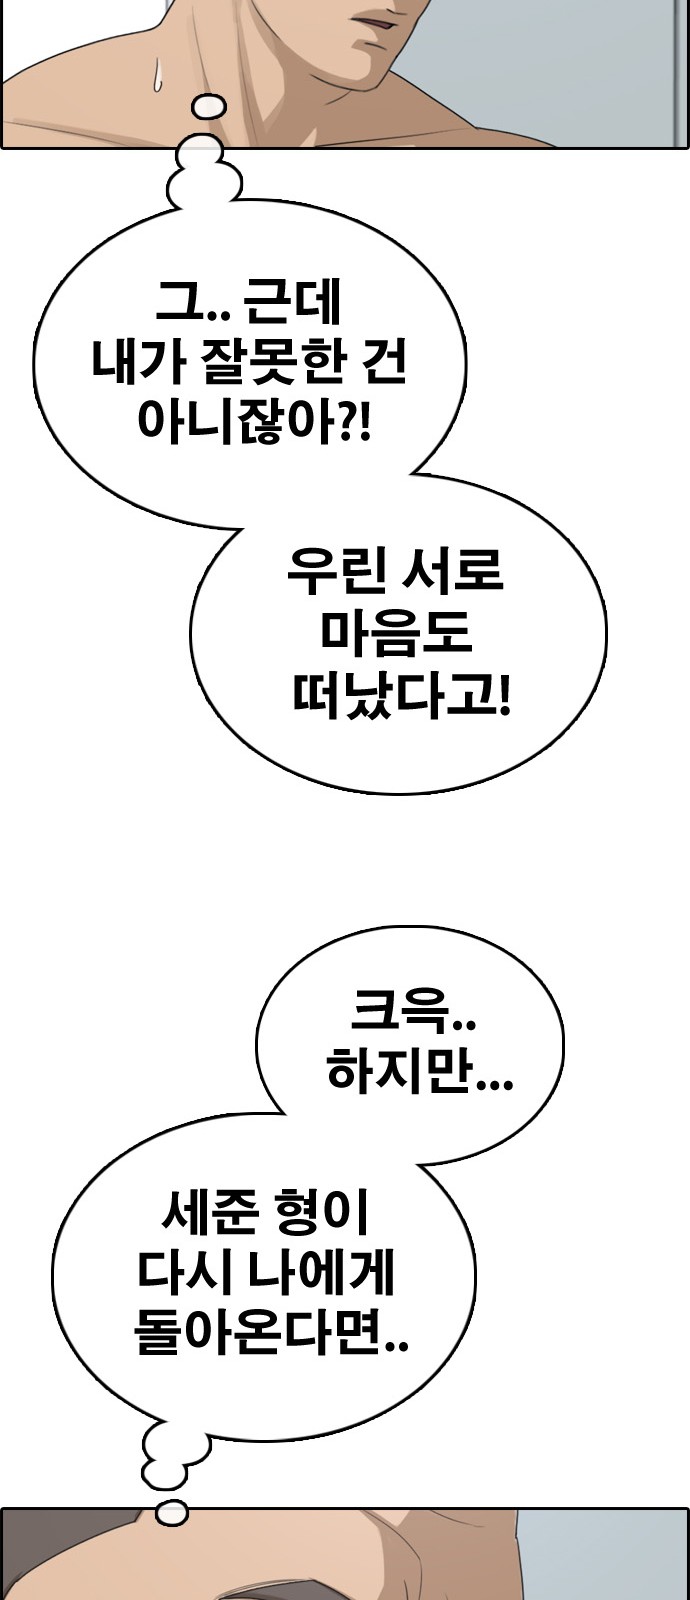 그.. 근데
내가 잘못한 건
아니잖아?!
우린 서로
마음도
떠났다고!
크윽..
하지만...
세준 형이
다시 나에게
돌아온다면..